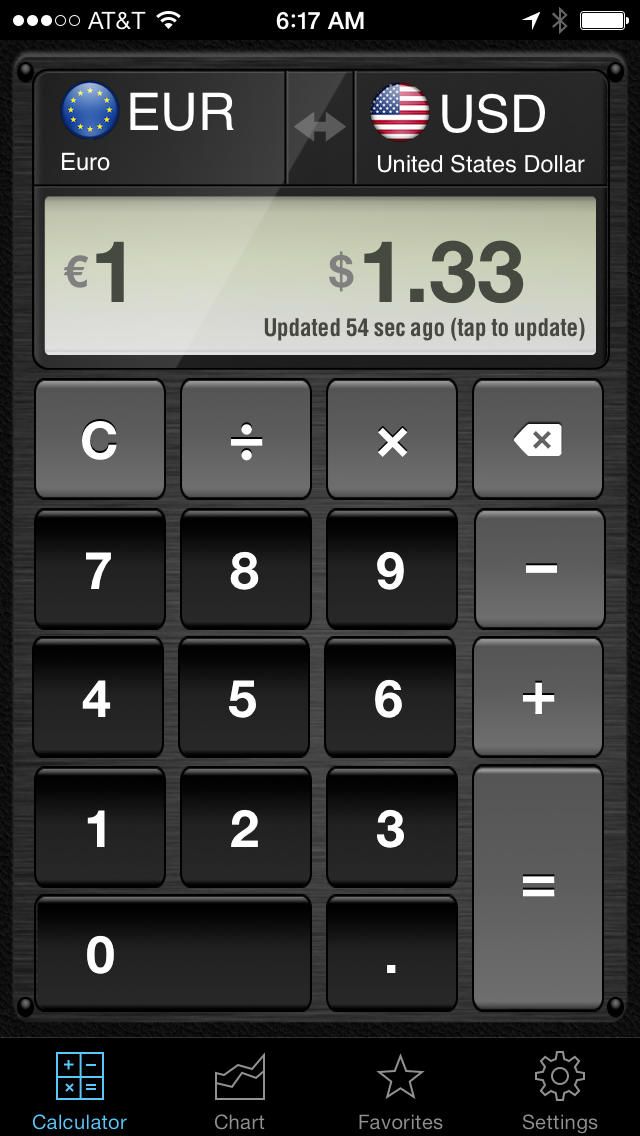 AT&T 6:17 AM
EUR USD
Euro United States Dollar
€1 $1.33
Updated 54 sec ago (tap to update)
C ÷ × ×
7 8 9 −
4 5 6 +
1 2 3
=
0 .
+ − × =
Calculator Chart Favorites Settings